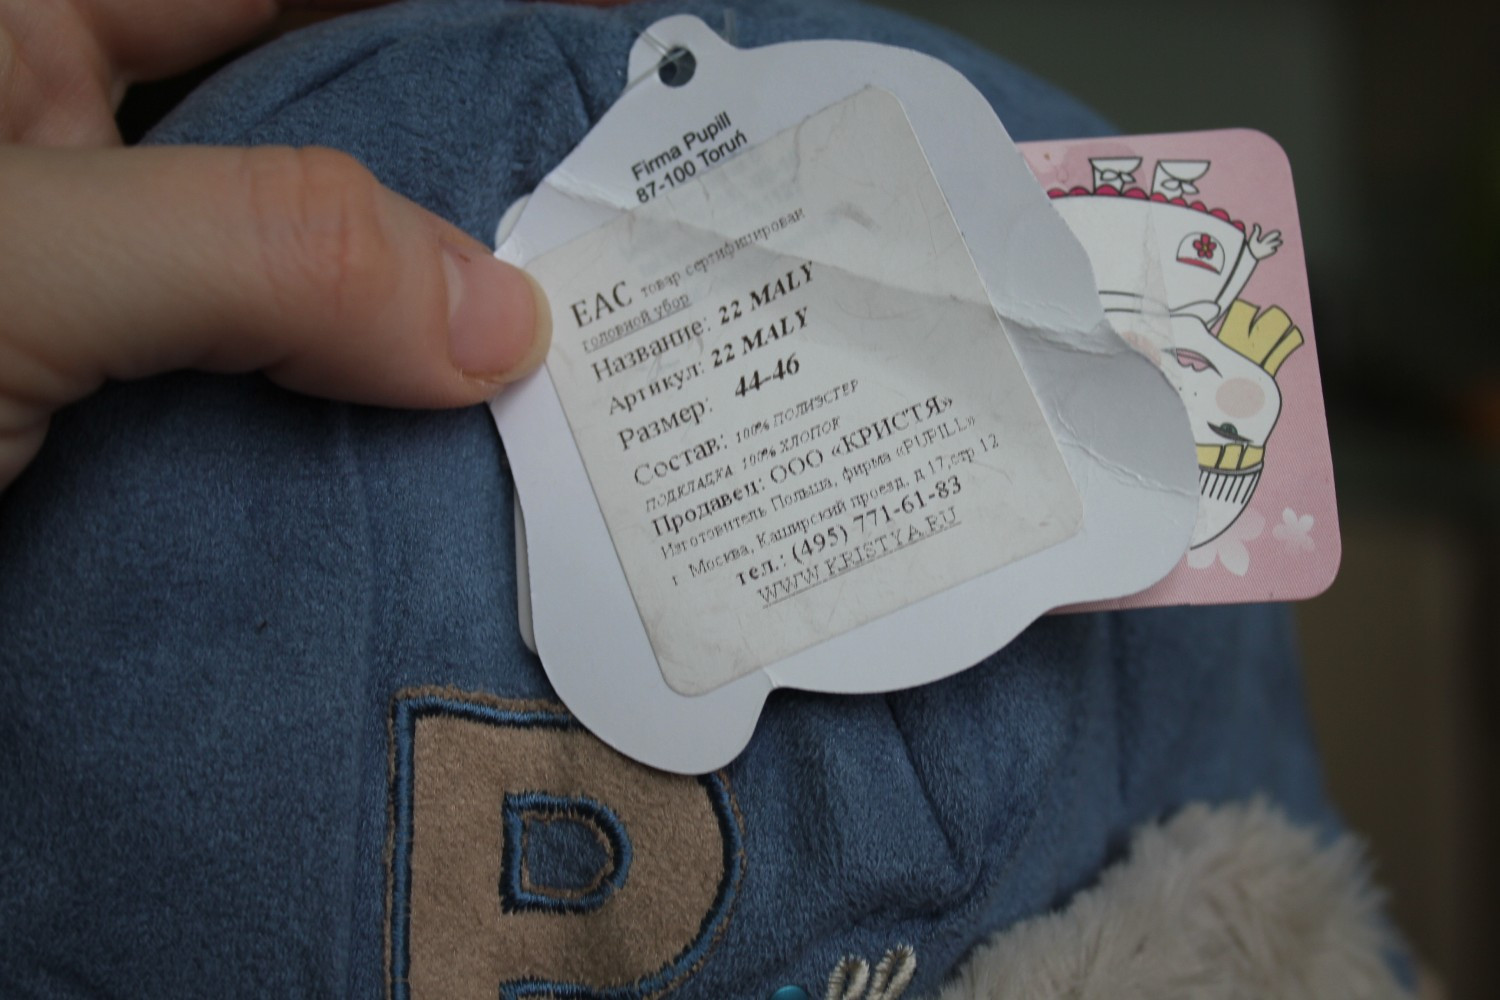 Firma Pupill
87-100 Toruń
ЕАС товар сертифицирован
головной убор
Название: 22 MALY
Артикул: 22 MALY
Размер: 44-46
Состав: 100% ПОЛИЭСТЕР
ПОДКЛАДКА 100% ХЛОПОК
Продавец: ООО «КРИСТЯ»
Изготовитель Польша, фирма «PUPILL»
г Москва, Каширский проезд, д 17,стр 12
тел.: (495) 771-61-83
WWW.KRISTYA.RU
P